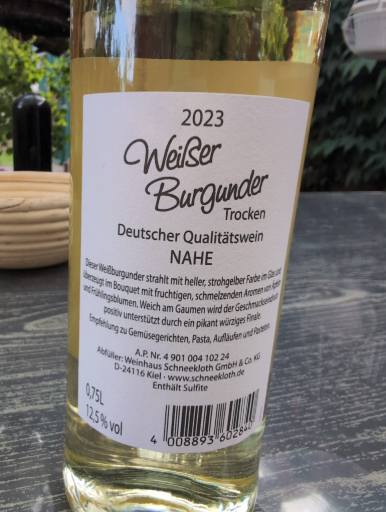 2023
Weißer
Burgunder
Trocken
Deutscher Qualitätswein
NAHE
Dieser Weißburgunder strahlt mit heller, strohgelber Farbe im Glas und
überzeugt im Bouquet mit fruchtigen, schmelzenden Aromen von
und Frühlingsblumen. Weich am Gaumen wird der Geschmackseindruck
positiv unterstützt durch ein pikant würziges Finale.
Empfehlung zu Gemüsegerichten, Pasta, Aufläufen und Pasteten.
A.P. Nr. 4 901 004 102 24
Abfüller: Weinhaus Schneekloth GmbH & Co. KG
D-24116 Kiel · www.schneekloth.de
Enthält Sulfite
0,75L
12,5 % vol
4 008893 60284